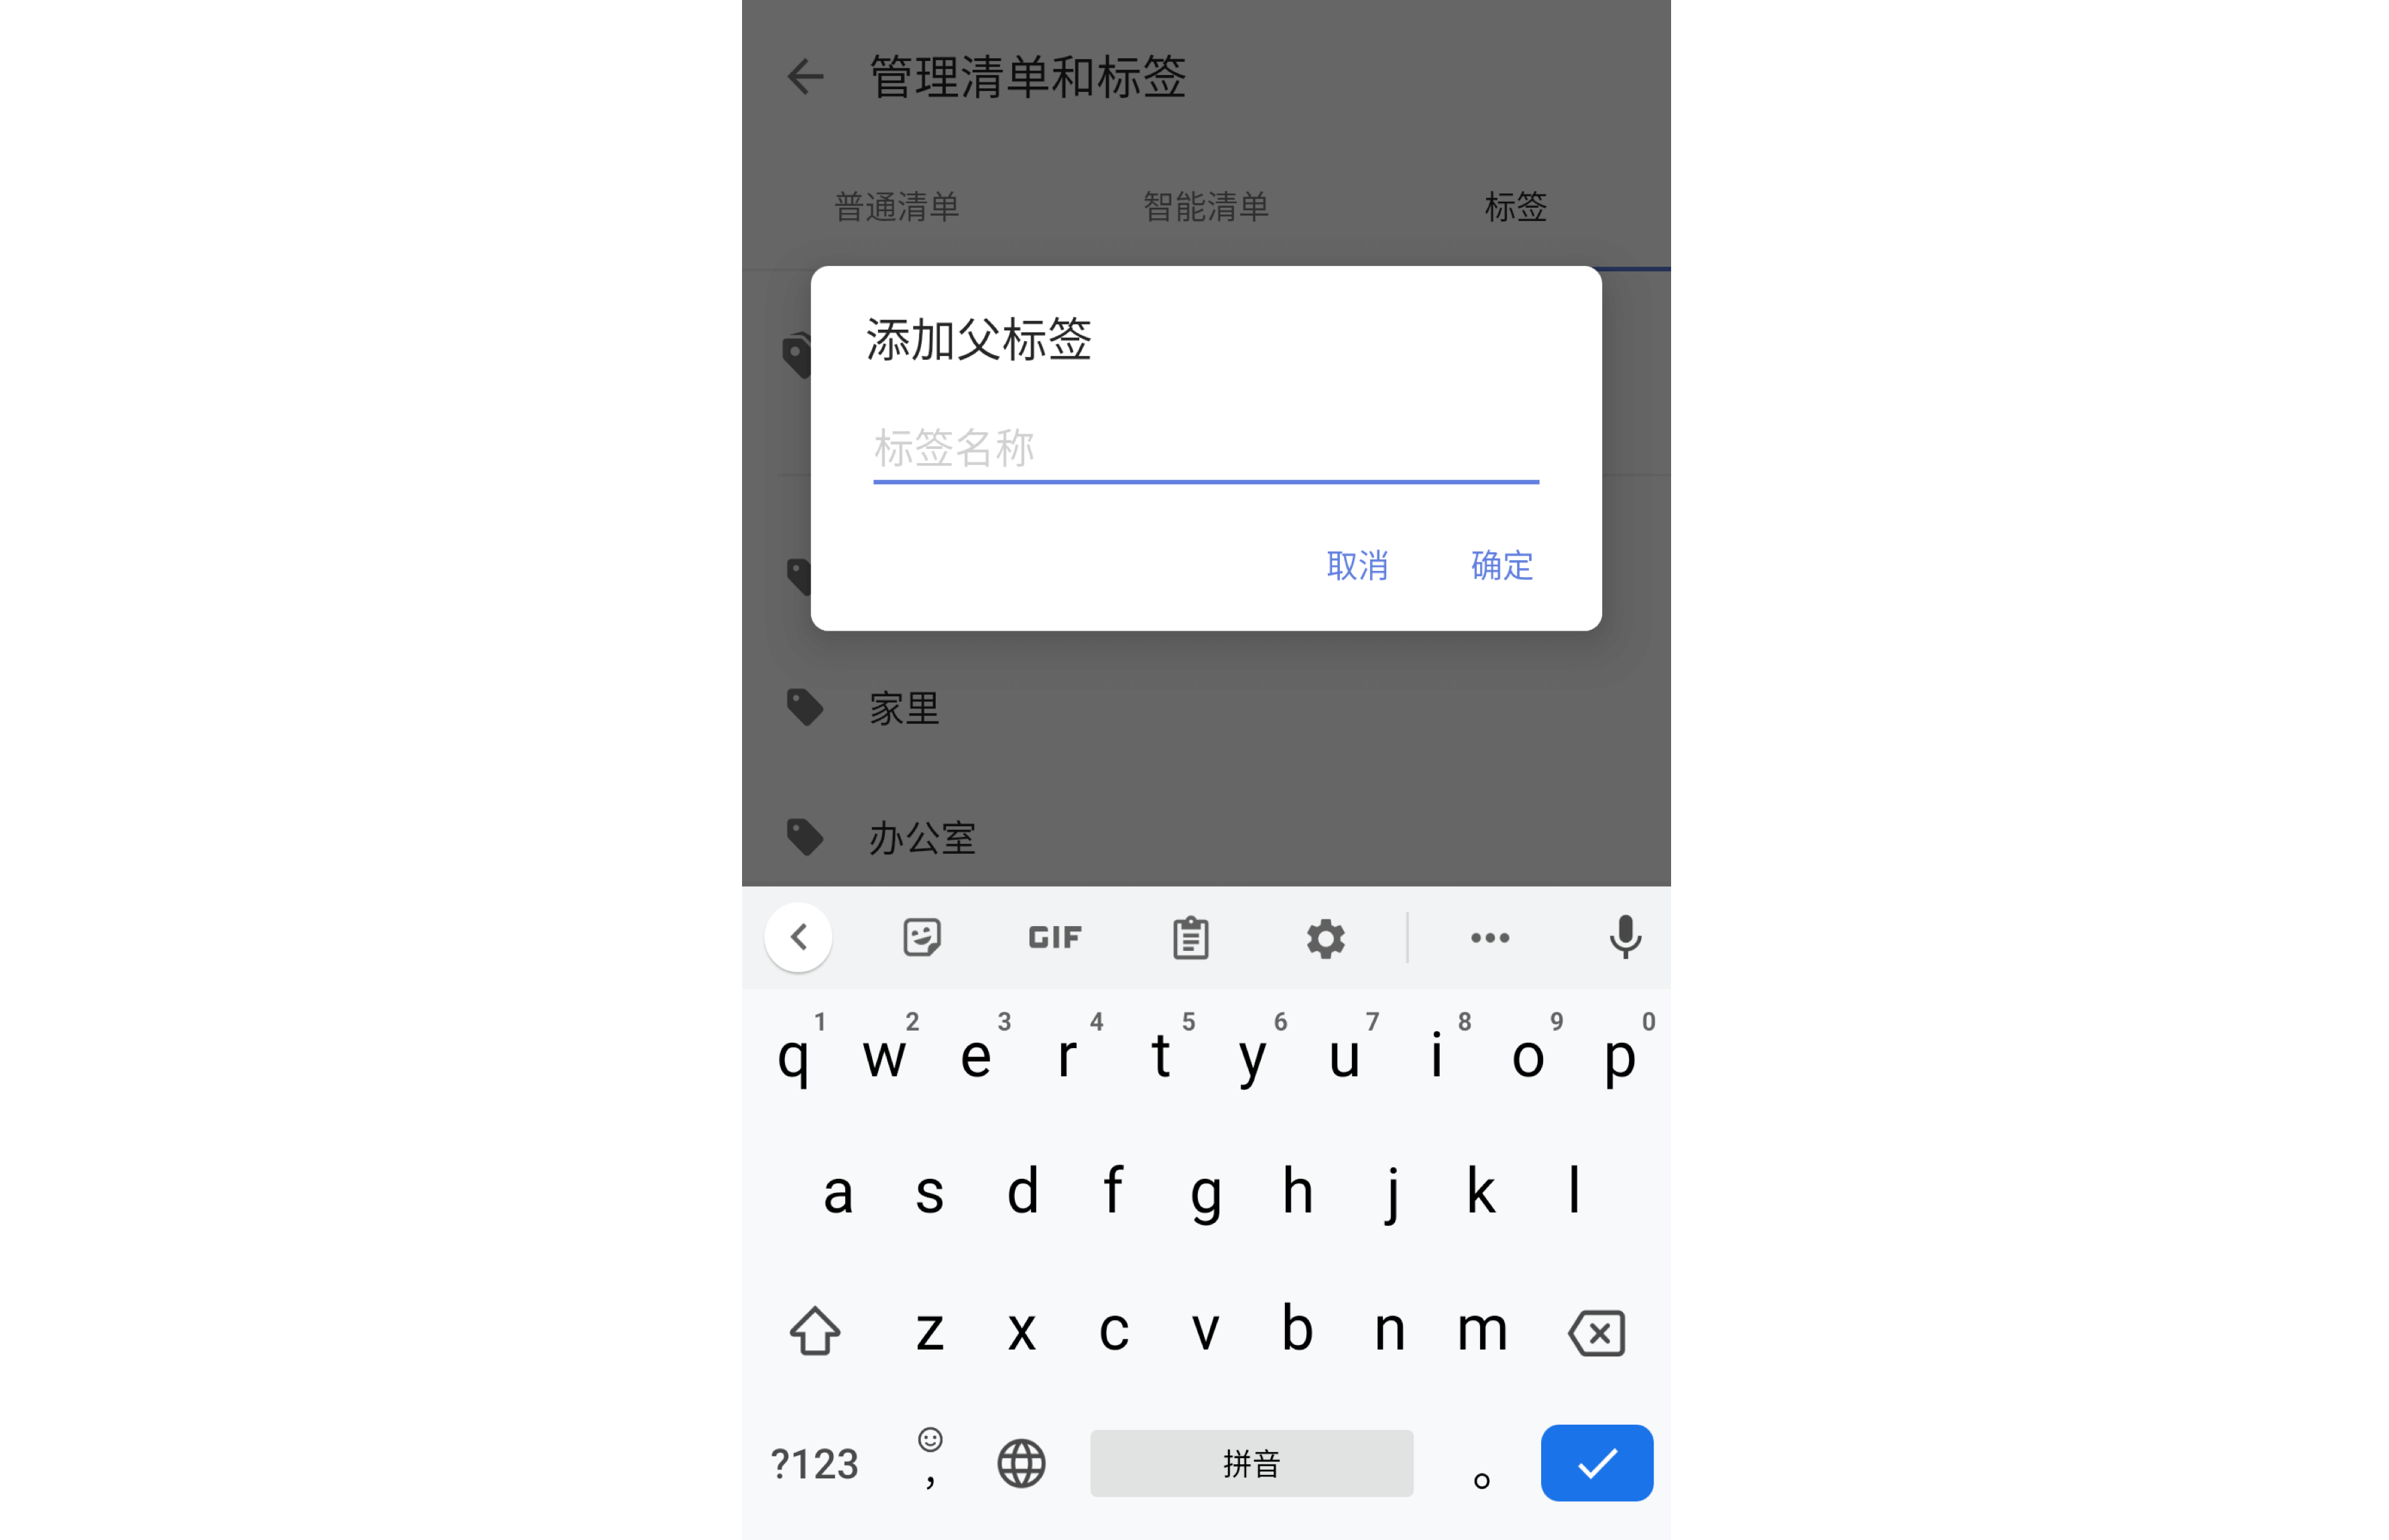 管理清单和标签
普通清单 智能清单 标签
添加父标签
标签名称
取消 确定
家里
办公室
GIF
1 2 3 4 5 6 7 8 9 0
q w e r t y u i o p
a s d f g h j k l
z x c v b n m
?123 , 拼音 。